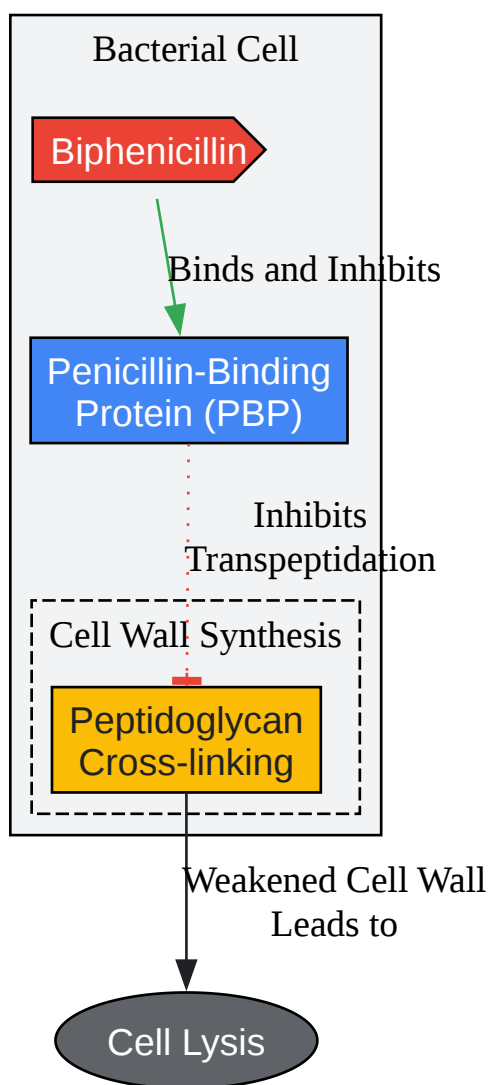 Bacterial Cell
Biphenicillin
Binds and Inhibits
Penicillin-Binding
Protein (PBP)
Inhibits
Transpeptidation
Cell Wall Synthesis
Peptidoglycan
Cross-linking
Weakened Cell Wall
Leads to
Cell Lysis